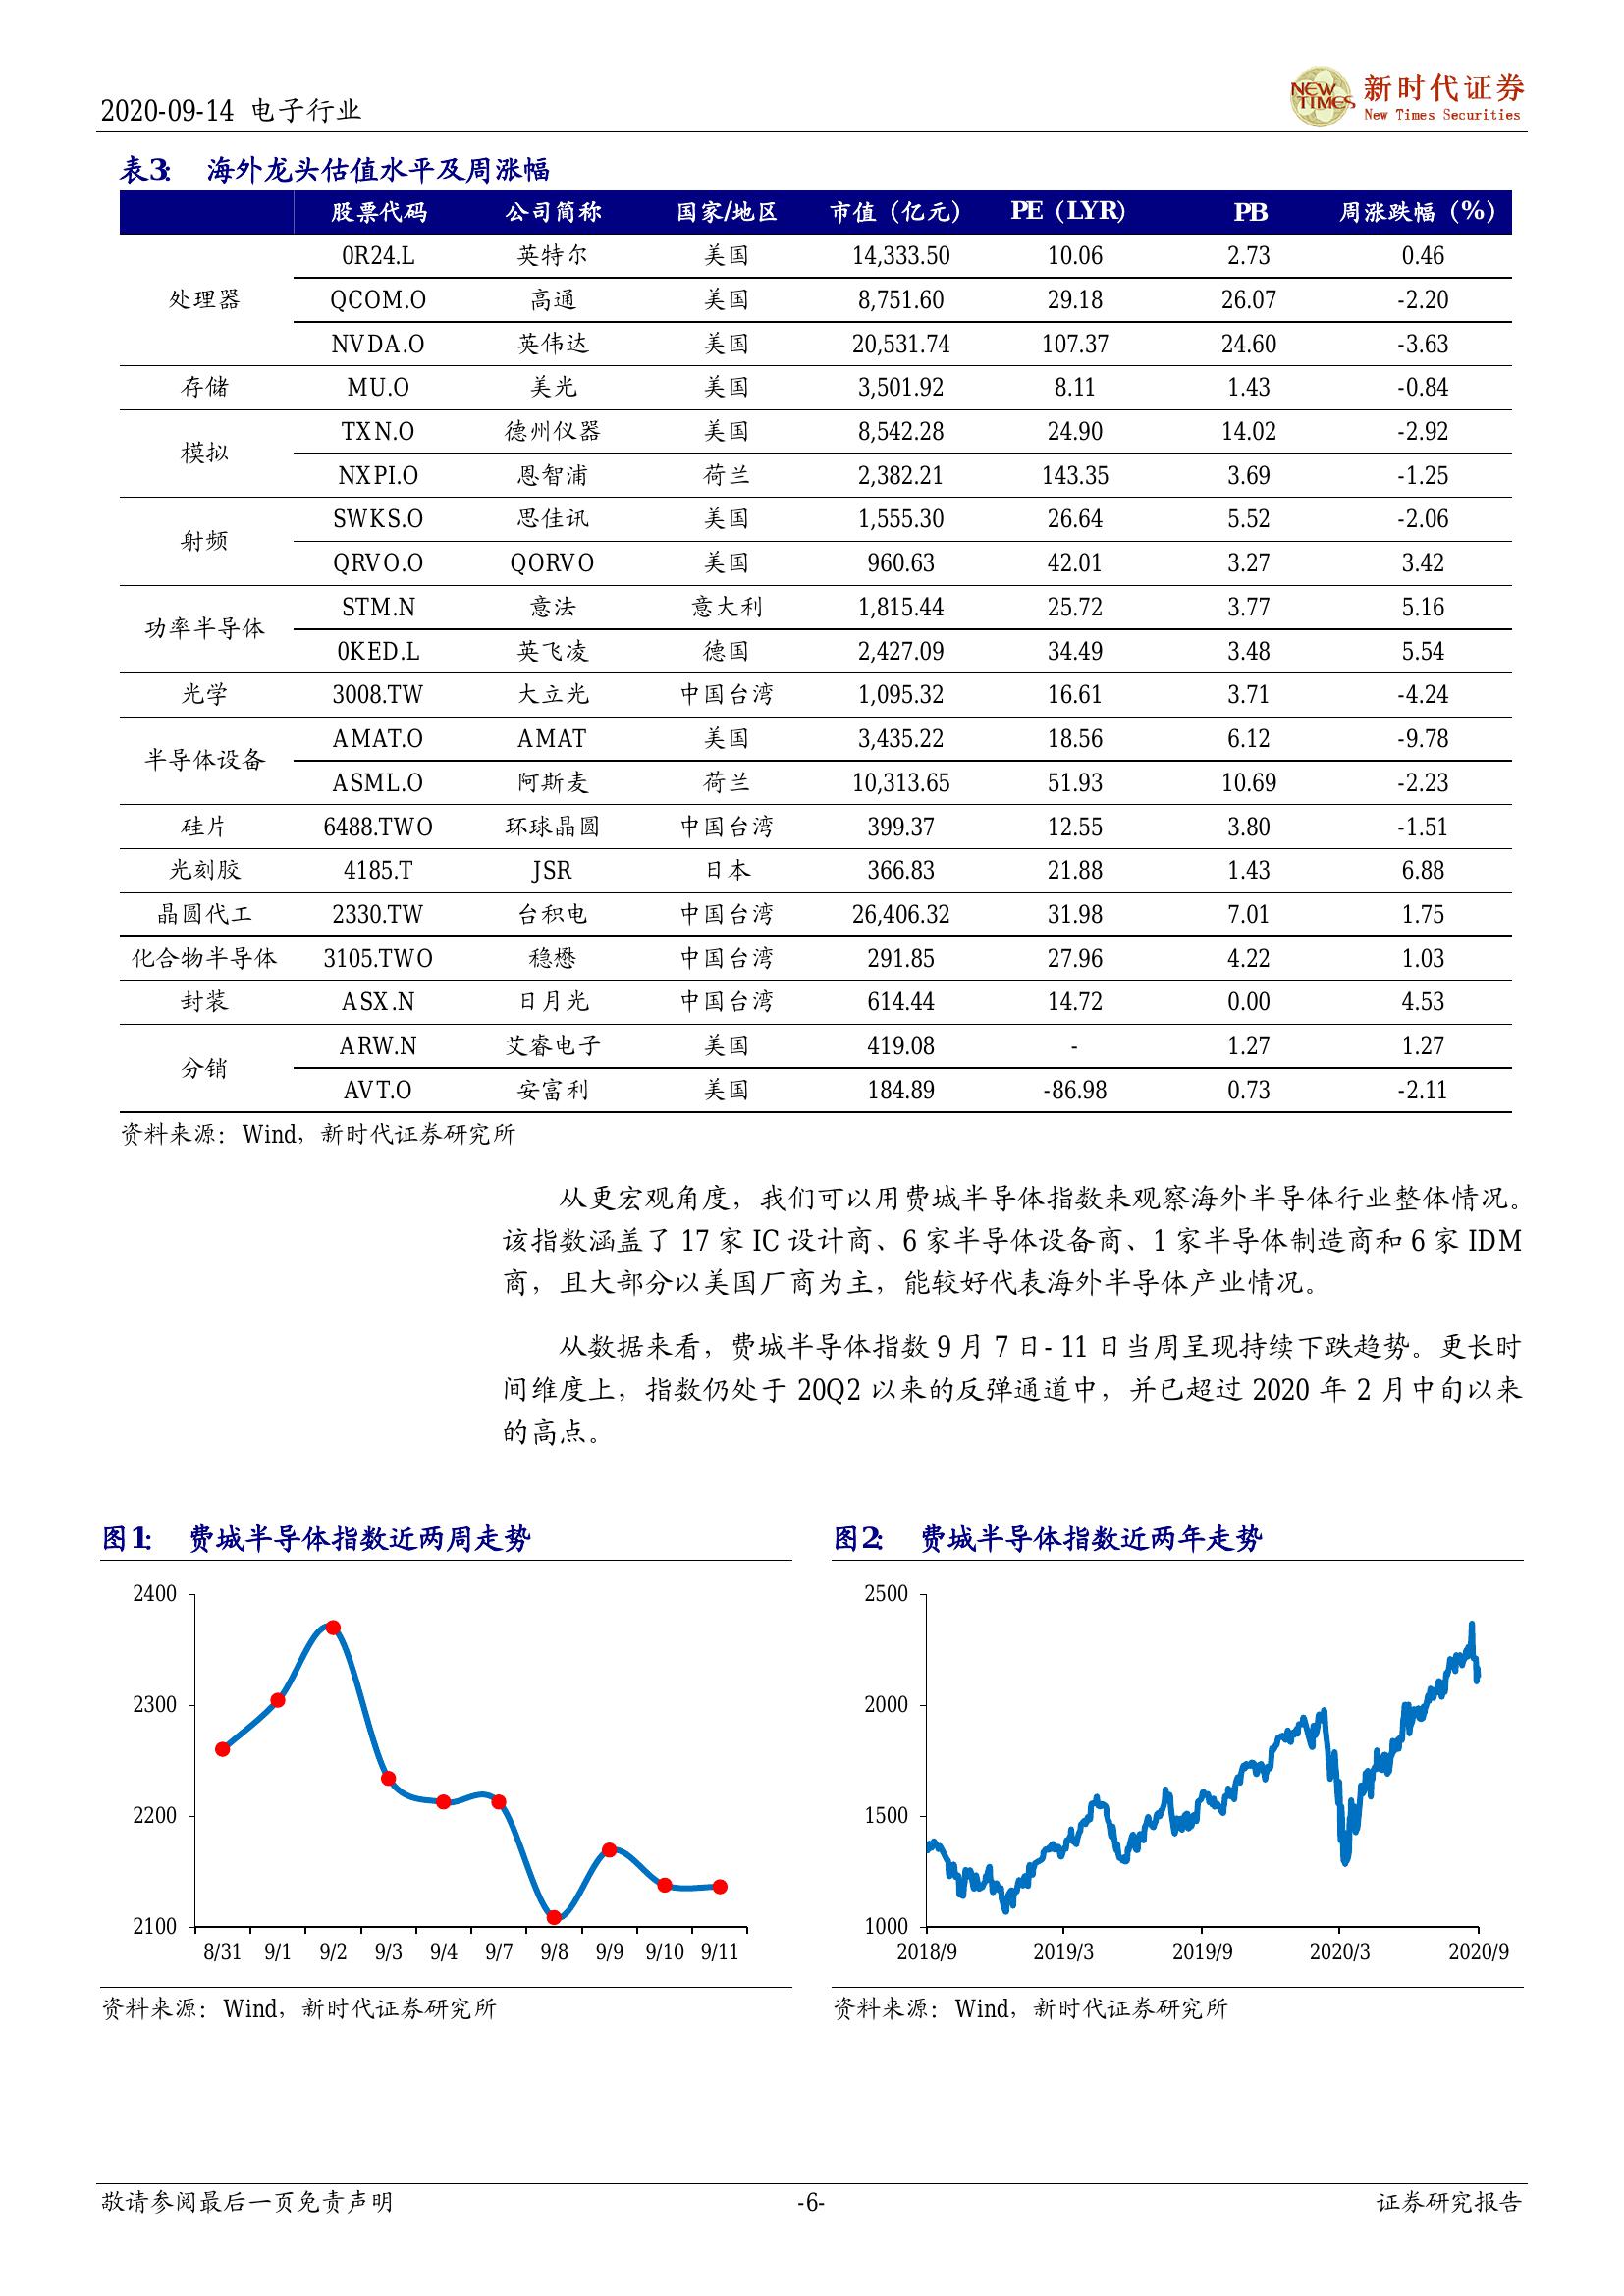 2020-09-14 电子行业
NEW TIMES 新时代证券
New Times Securities
表3: 海外龙头估值水平及周涨幅
股票代码 公司简称 国家/地区 市值（亿元） PE（LYR） PB 周涨跌幅（%）
处理器 0R24.L 英特尔 美国 14,333.50 10.06 2.73 0.46
QCOM.O 高通 美国 8,751.60 29.18 26.07 -2.20
NVDA.O 英伟达 美国 20,531.74 107.37 24.60 -3.63
存储 MU.O 美光 美国 3,501.92 8.11 1.43 -0.84
模拟 TXN.O 德州仪器 美国 8,542.28 24.90 14.02 -2.92
NXPI.O 恩智浦 荷兰 2,382.21 143.35 3.69 -1.25
射频 SWKS.O 思佳讯 美国 1,555.30 26.64 5.52 -2.06
QRVO.O QORVO 美国 960.63 42.01 3.27 3.42
功率半导体 STM.N 意法 意大利 1,815.44 25.72 3.77 5.16
0KED.L 英飞凌 德国 2,427.09 34.49 3.48 5.54
光学 3008.TW 大立光 中国台湾 1,095.32 16.61 3.71 -4.24
半导体设备 AMAT.O AMAT 美国 3,435.22 18.56 6.12 -9.78
ASML.O 阿斯麦 荷兰 10,313.65 51.93 10.69 -2.23
硅片 6488.TWO 环球晶圆 中国台湾 399.37 12.55 3.80 -1.51
光刻胶 4185.T JSR 日本 366.83 21.88 1.43 6.88
晶圆代工 2330.TW 台积电 中国台湾 26,406.32 31.98 7.01 1.75
化合物半导体 3105.TWO 稳懋 中国台湾 291.85 27.96 4.22 1.03
封装 ASX.N 日月光 中国台湾 614.44 14.72 0.00 4.53
分销 ARW.N 艾睿电子 美国 419.08 - 1.27 1.27
AVT.O 安富利 美国 184.89 -86.98 0.73 -2.11
资料来源：Wind，新时代证券研究所
从更宏观角度，我们可以用费城半导体指数来观察海外半导体行业整体情况。
该指数涵盖了 17 家 IC 设计商、6 家半导体设备商、1 家半导体制造商和 6 家 IDM
商，且大部分以美国厂商为主，能较好代表海外半导体产业情况。
从数据来看，费城半导体指数 9 月 7 日- 11 日当周呈现持续下跌趋势。更长时
间维度上，指数仍处于 20Q2 以来的反弹通道中，并已超过 2020 年 2 月中旬以来
的高点。
图1: 费城半导体指数近两周走势
2400
2300
2200
2100
8/31 9/1 9/2 9/3 9/4 9/7 9/8 9/9 9/10 9/11
资料来源：Wind，新时代证券研究所
图2: 费城半导体指数近两年走势
2500
2000
1500
1000
2018/9 2019/3 2019/9 2020/3 2020/9
资料来源：Wind，新时代证券研究所
敬请参阅最后一页免责声明 -6- 证券研究报告